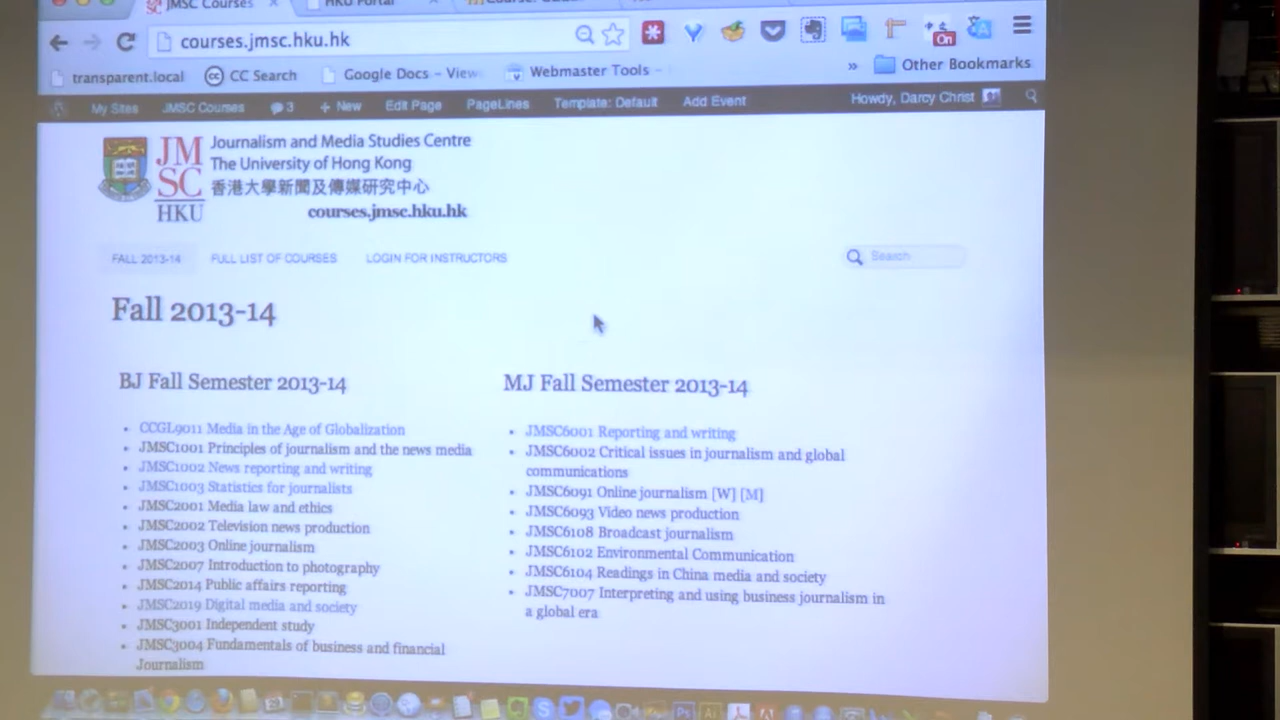 JMSC Courses
HKU Portal
courses.jmsc.hku.hk
On
transparent.local
CC Search
Google Docs - View
Webmaster Tools -
»
Other Bookmarks
My Sites
JMSC Courses
3
+ New
Edit Page
PageLines
Template: Default
Add Event
Howdy, Darcy Christ
JM
SC
HKU
Journalism and Media Studies Centre
The University of Hong Kong
香港大學新聞及傳媒研究中心
courses.jmsc.hku.hk
FALL 2013-14
FULL LIST OF COURSES
LOGIN FOR INSTRUCTORS
Search
Fall 2013-14
BJ Fall Semester 2013-14
CCGL9011 Media in the Age of Globalization
JMSC1001 Principles of journalism and the news media
JMSC1002 News reporting and writing
JMSC1003 Statistics for journalists
JMSC2001 Media law and ethics
JMSC2002 Television news production
JMSC2003 Online journalism
JMSC2007 Introduction to photography
JMSC2014 Public affairs reporting
JMSC2019 Digital media and society
JMSC3001 Independent study
JMSC3004 Fundamentals of business and financial
Journalism
MJ Fall Semester 2013-14
JMSC6001 Reporting and writing
JMSC6002 Critical issues in journalism and global
communications
JMSC6091 Online journalism [W] [M]
JMSC6093 Video news production
JMSC6108 Broadcast journalism
JMSC6102 Environmental Communication
JMSC6104 Readings in China media and society
JMSC7007 Interpreting and using business journalism in
a global era